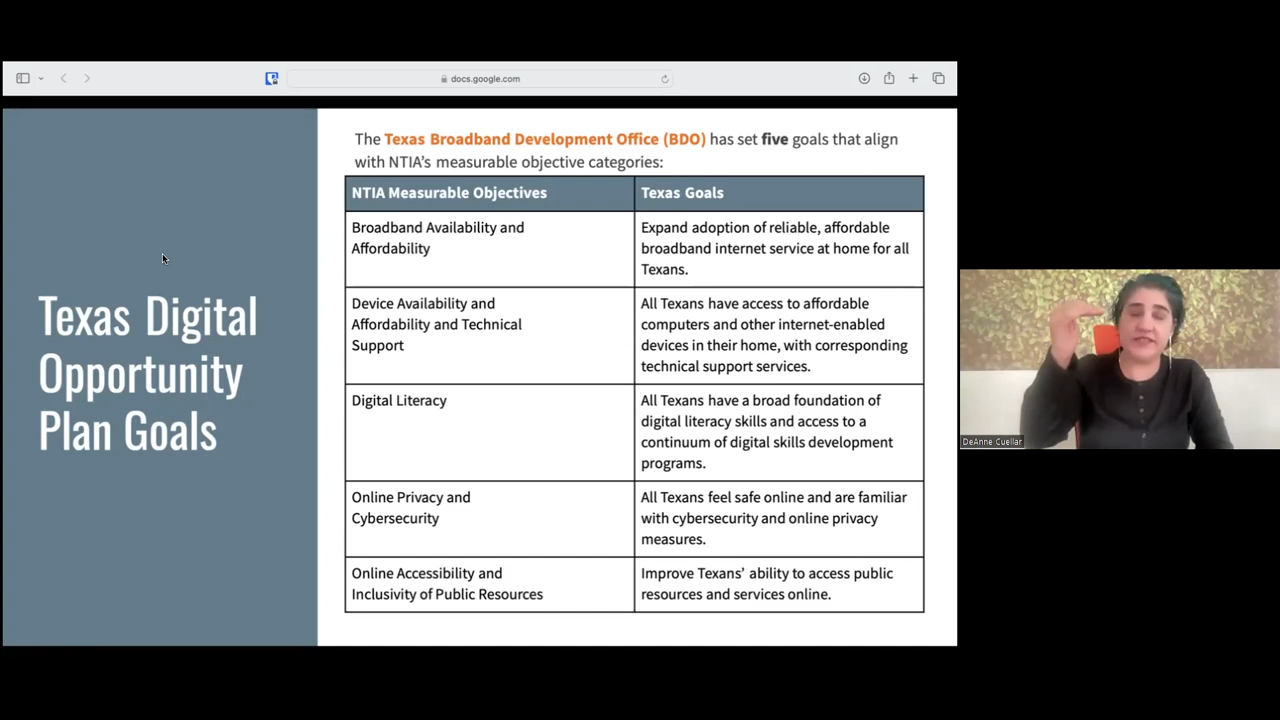 docs.google.com
Texas Digital
Opportunity
Plan Goals
The Texas Broadband Development Office (BDO) has set five goals that align
with NTIA's measurable objective categories:
NTIA Measurable Objectives
Texas Goals
Broadband Availability and
Affordability
Expand adoption of reliable, affordable
broadband internet service at home for all
Texans.
Device Availability and
Affordability and Technical
Support
All Texans have access to affordable
computers and other internet-enabled
devices in their home, with corresponding
technical support services.
Digital Literacy
All Texans have a broad foundation of
digital literacy skills and access to a
continuum of digital skills development
programs.
Online Privacy and
Cybersecurity
All Texans feel safe online and are familiar
with cybersecurity and online privacy
measures.
Online Accessibility and
Inclusivity of Public Resources
Improve Texans' ability to access public
resources and services online.
DeAnne Cuellar